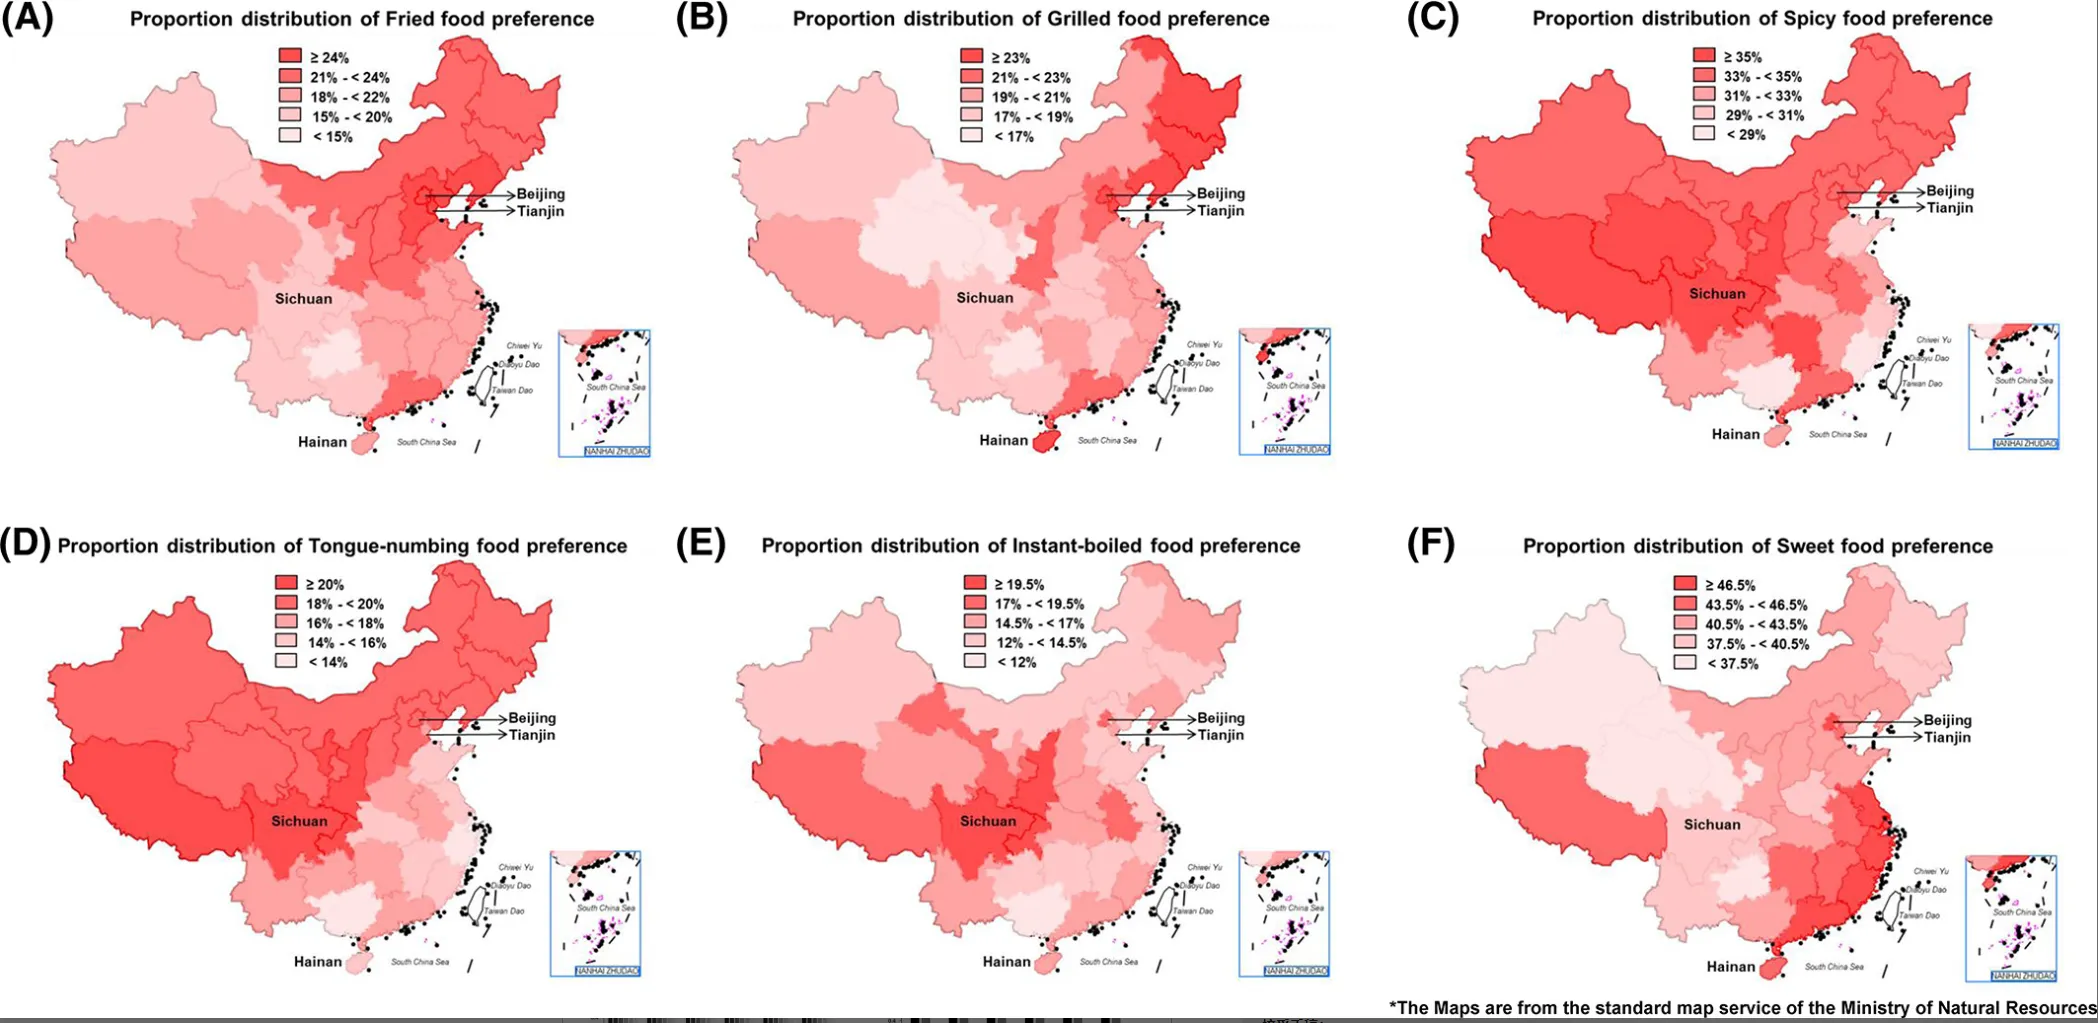 (A) Proportion distribution of Fried food preference
≥ 24%
21% - < 24%
18% - < 22%
15% - < 20%
< 15%
Beijing
Tianjin
Sichuan
Chiwei Yu
Diaoyu Dao
Taiwan Dao
Hainan
South China Sea
South China Sea
NANHAI ZHUDAO
(B) Proportion distribution of Grilled food preference
≥ 23%
21% - < 23%
19% - < 21%
17% - < 19%
< 17%
Beijing
Tianjin
Sichuan
Chiwei Yu
Diaoyu Dao
Taiwan Dao
Hainan
South China Sea
South China Sea
NANHAI ZHUDAO
(C) Proportion distribution of Spicy food preference
≥ 35%
33% - < 35%
31% - < 33%
29% - < 31%
< 29%
Beijing
Tianjin
Sichuan
Chiwei Yu
Diaoyu Dao
Taiwan Dao
Hainan
South China Sea
South China Sea
NANHAI ZHUDAO
(D) Proportion distribution of Tongue-numbing food preference
≥ 20%
18% - < 20%
16% - < 18%
14% - < 16%
< 14%
Beijing
Tianjin
Sichuan
Chiwei Yu
Diaoyu Dao
Taiwan Dao
Hainan
South China Sea
South China Sea
NANHAI ZHUDAO
(E) Proportion distribution of Instant-boiled food preference
≥ 19.5%
17% - < 19.5%
14.5% - < 17%
12% - < 14.5%
< 12%
Beijing
Tianjin
Sichuan
Chiwei Yu
Diaoyu Dao
Taiwan Dao
Hainan
South China Sea
South China Sea
NANHAI ZHUDAO
(F) Proportion distribution of Sweet food preference
≥ 46.5%
43.5% - < 46.5%
40.5% - < 43.5%
37.5% - < 40.5%
< 37.5%
Beijing
Tianjin
Sichuan
Chiwei Yu
Diaoyu Dao
Taiwan Dao
Hainan
South China Sea
South China Sea
NANHAI ZHUDAO
*The Maps are from the standard map service of the Ministry of Natural Resources